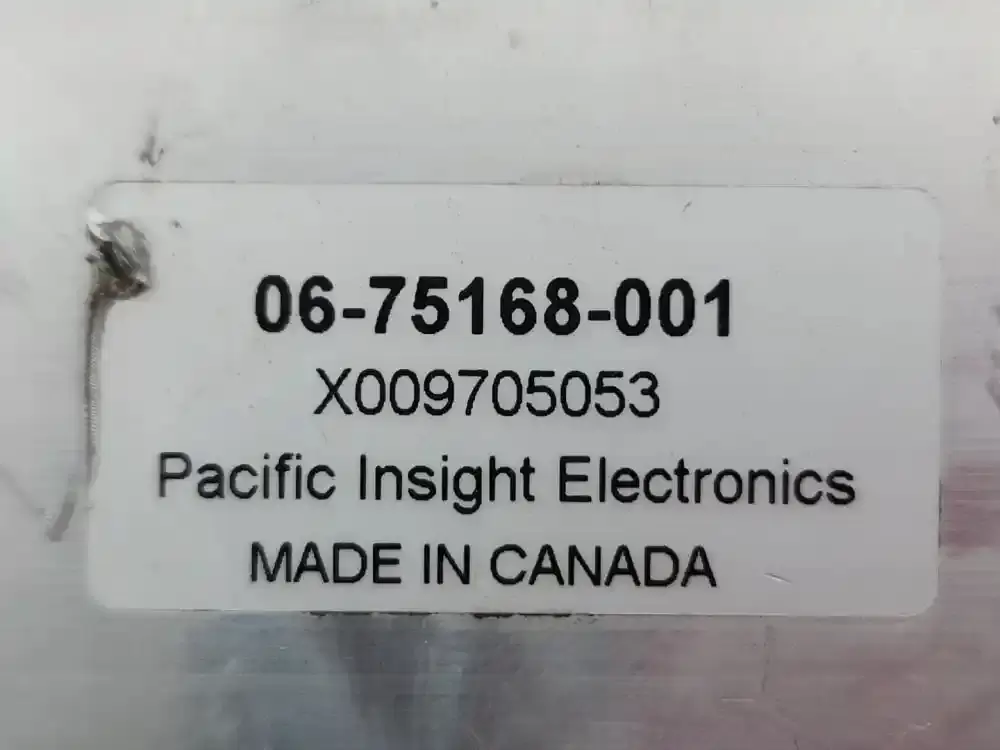 06-75168-001
X009705053
Pacific Insight Electronics
MADE IN CANADA